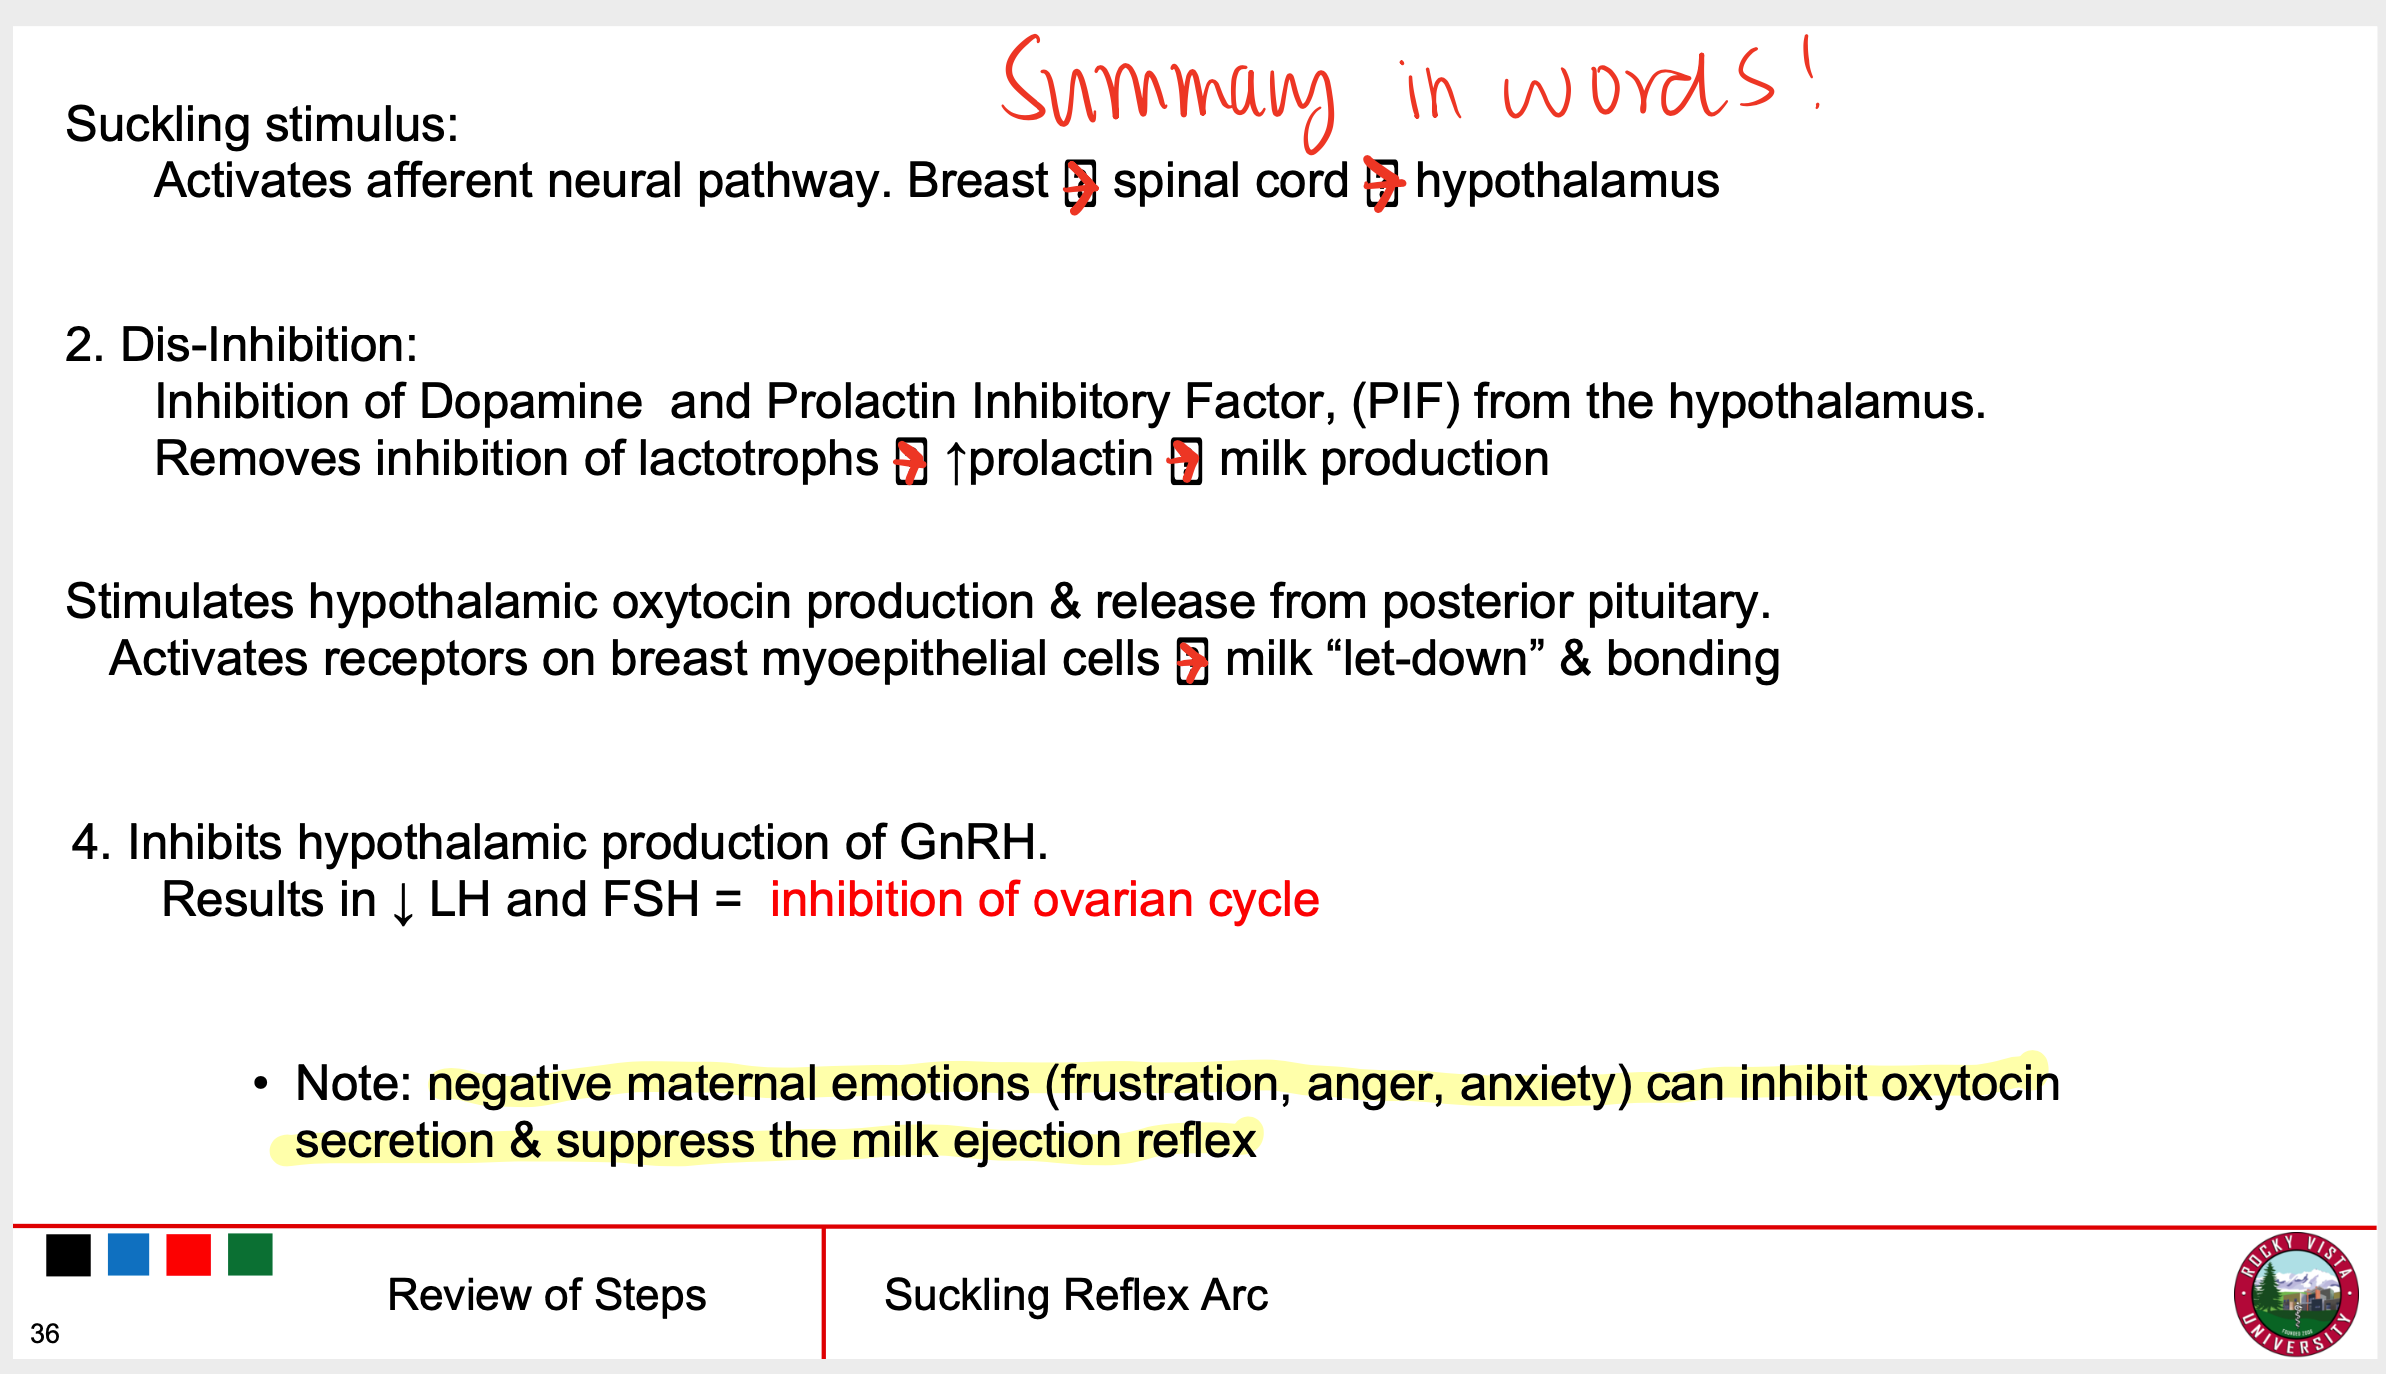 Summary in words!
Suckling stimulus:
Activates afferent neural pathway. Breast → spinal cord → hypothalamus
2. Dis-Inhibition:
Inhibition of Dopamine and Prolactin Inhibitory Factor, (PIF) from the hypothalamus.
Removes inhibition of lactotrophs → ↑prolactin → milk production
Stimulates hypothalamic oxytocin production & release from posterior pituitary.
Activates receptors on breast myoepithelial cells → milk “let-down” & bonding
4. Inhibits hypothalamic production of GnRH.
Results in ↓ LH and FSH = inhibition of ovarian cycle
• Note: negative maternal emotions (frustration, anger, anxiety) can inhibit oxytocin
secretion & suppress the milk ejection reflex
Review of Steps
Suckling Reflex Arc
36
ROCKY VISTA
UNIVERSITY